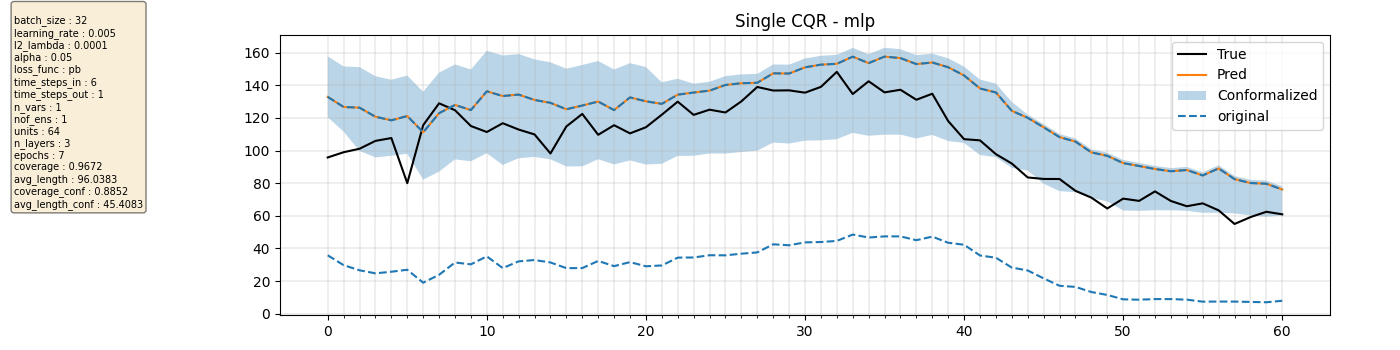 batch_size : 32
learning_rate : 0.005
l2_lambda : 0.0001
alpha : 0.05
loss_func : pb
time_steps_in : 6
time_steps_out : 1
n_vars : 1
nof_ens : 1
units : 64
n_layers : 3
epochs : 7
coverage : 0.9672
avg_length : 96.0383
coverage_conf : 0.8852
avg_length_conf : 45.4083
Single CQR - mlp
160
140
120
100
80
60
40
20
0
True
Pred
Conformalized
original
0 10 20 30 40 50 60